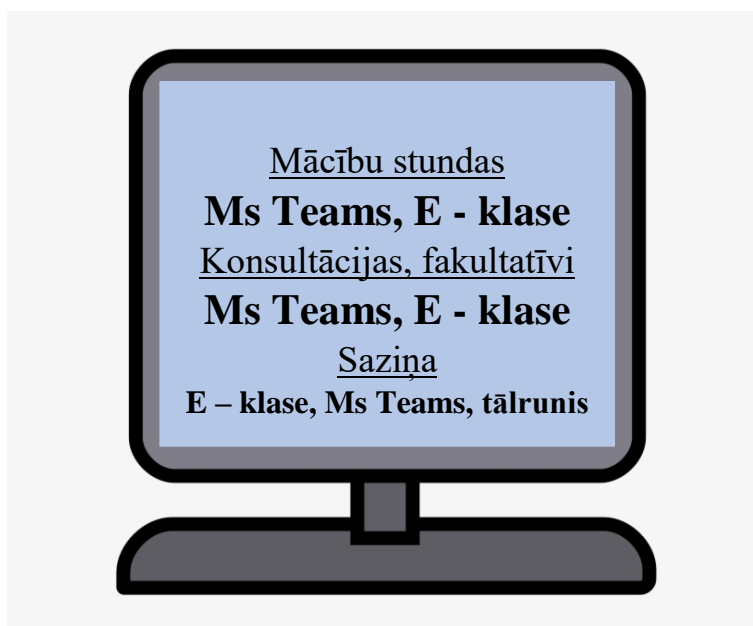 Mācību stundas
Ms Teams, E - klase
Konsultācijas, fakultatīvi
Ms Teams, E - klase
Saziņa
E – klase, Ms Teams, tālrunis